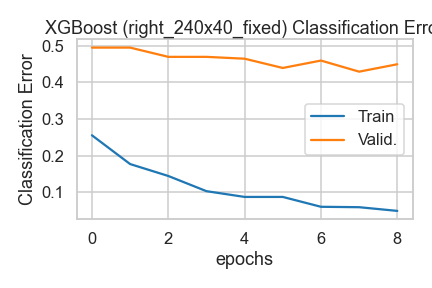 XGBoost (right_240x40_fixed) Classification Erro
Classification Error
0.5
0.4
0.3
0.2
0.1
Train
Valid.
0 2 4 6 8
epochs